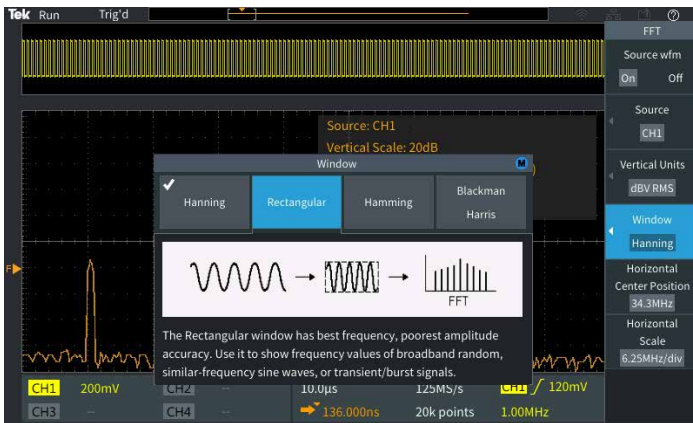 Tek Run Trig'd
FFT
Source wfm
On Off
Source
CH1
Vertical Units
dBV RMS
Window
Hanning
Horizontal
Center Position
34.3MHz
Horizontal
Scale
6.25MHz/div
Source: CH1
Vertical Scale: 20dB
Window
M
Hanning
Rectangular
Hamming
Blackman
Harris
FFT
The Rectangular window has best frequency, poorest amplitude
accuracy. Use it to show frequency values of broadband random,
similar-frequency sine waves, or transient/burst signals.
F
CH1 200mV CH2 -- 10.0µs 125MS/s CH1 120mV
CH3 -- CH4 -- 136.000ns 20k points 1.00MHz